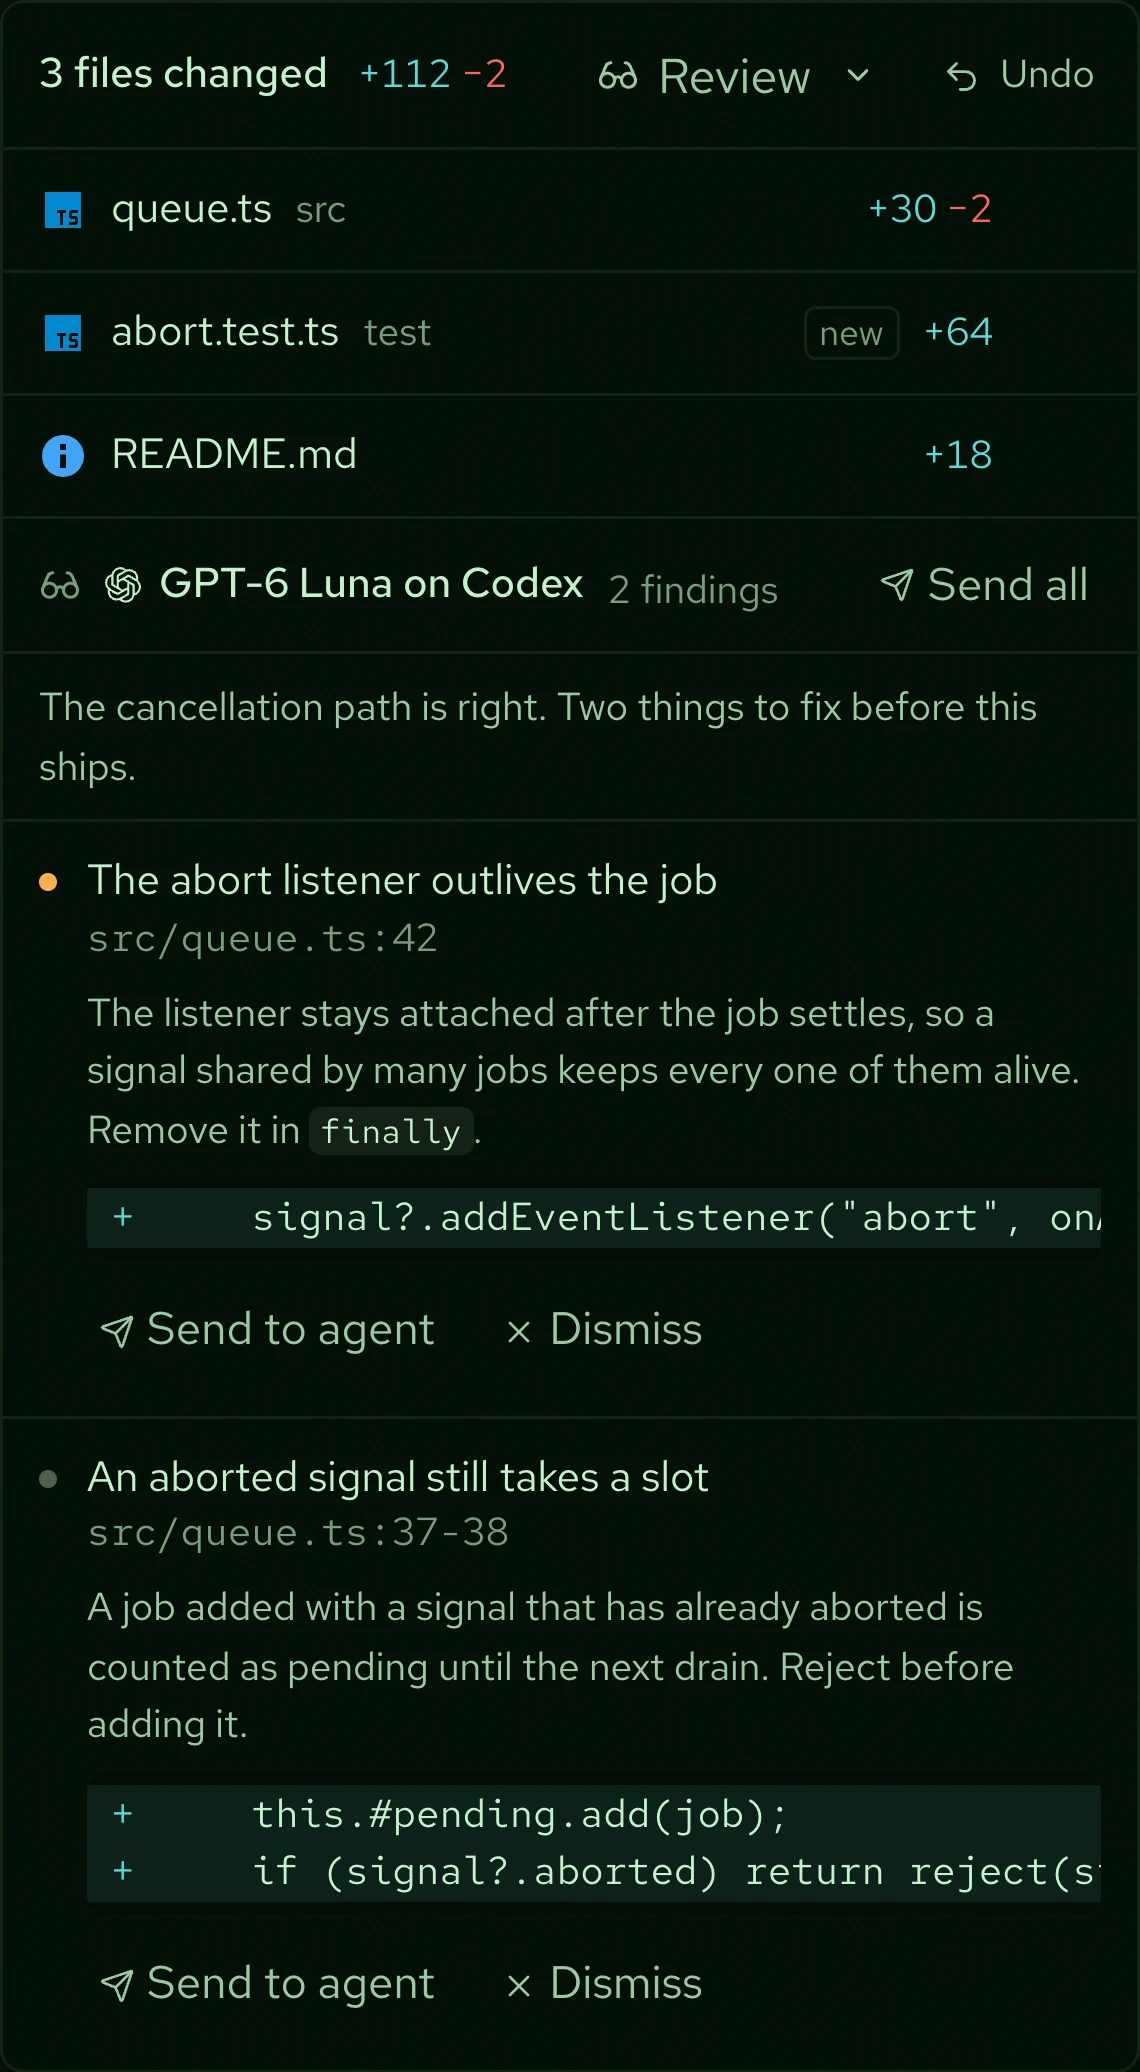 3 files changed +112 -2 Review Undo
TS queue.ts src +30 -2
TS abort.test.ts test new +64
README.md +18
GPT-6 Luna on Codex 2 findings Send all
The cancellation path is right. Two things to fix before this
ships.
The abort listener outlives the job
src/queue.ts:42
The listener stays attached after the job settles, so a
signal shared by many jobs keeps every one of them alive.
Remove it in finally.
+ signal?.addEventListener("abort", on
Send to agent × Dismiss
An aborted signal still takes a slot
src/queue.ts:37-38
A job added with a signal that has already aborted is
counted as pending until the next drain. Reject before
adding it.
+ this.#pending.add(job);
+ if (signal?.aborted) return reject(s
Send to agent × Dismiss